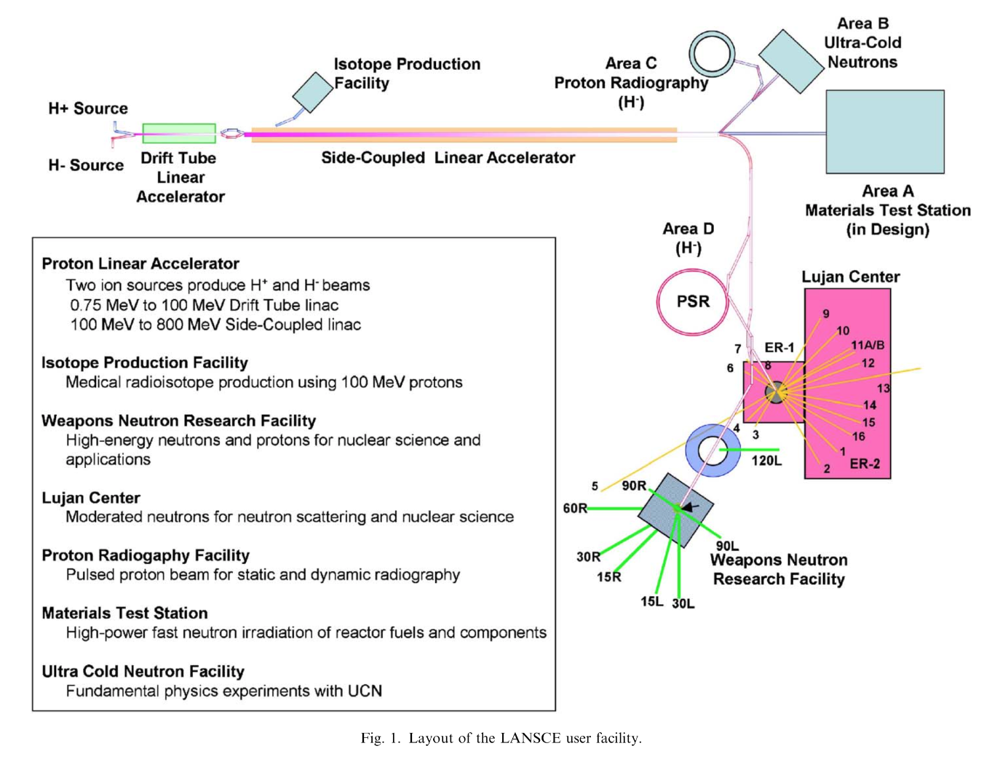 Area B
Ultra-Cold
Neutrons
Isotope Production
Facility
Area C
Proton Radiography
(H⁻)
H+ Source
H- Source
Drift Tube
Linear
Accelerator
Side-Coupled Linear Accelerator
Area A
Materials Test Station
(in Design)
Area D
(H⁻)
PSR
Lujan Center
9
10
11A/B
12
13
14
15
16
1
2
ER-2
7
ER-1
6
8
4
3
120L
5
90R
60R
30R
15R
15L
30L
90L
Weapons Neutron
Research Facility
Proton Linear Accelerator
Two ion sources produce H⁺ and H⁻ beams
0.75 MeV to 100 MeV Drift Tube linac
100 MeV to 800 MeV Side-Coupled linac
Isotope Production Facility
Medical radioisotope production using 100 MeV protons
Weapons Neutron Research Facility
High-energy neutrons and protons for nuclear science and
applications
Lujan Center
Moderated neutrons for neutron scattering and nuclear science
Proton Radiogaphy Facility
Pulsed proton beam for static and dynamic radiography
Materials Test Station
High-power fast neutron irradiation of reactor fuels and components
Ultra Cold Neutron Facility
Fundamental physics experiments with UCN
Fig. 1. Layout of the LANSCE user facility.